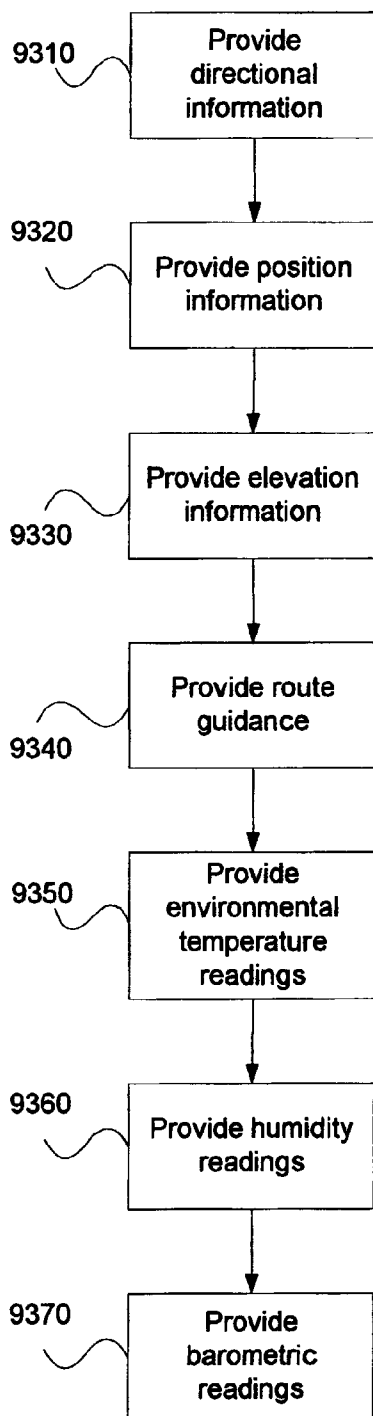 9310
Provide
directional
information
9320
Provide position
information
Provide elevation
information
9330
Provide route
guidance
9340
9350
Provide
environmental
temperature
readings
9360
Provide humidity
readings
9370
Provide
barometric
readings